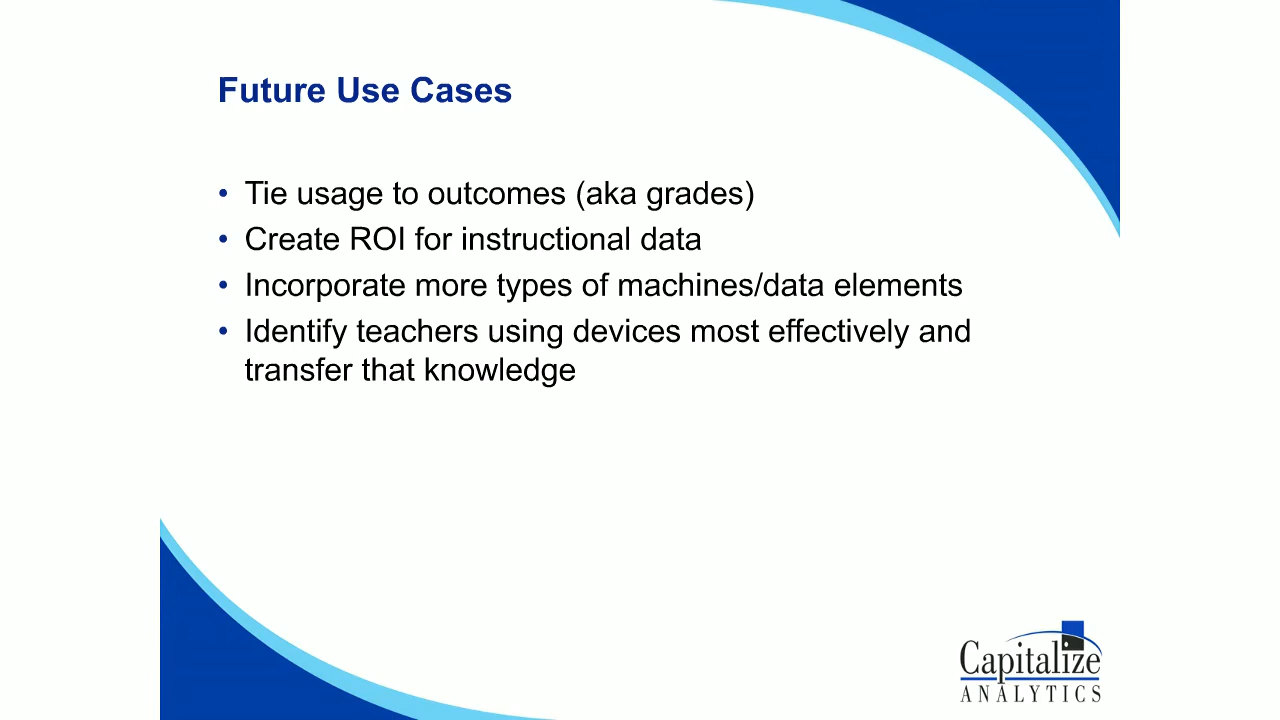 Future Use Cases
• Tie usage to outcomes (aka grades)
• Create ROI for instructional data
• Incorporate more types of machines/data elements
• Identify teachers using devices most effectively and
transfer that knowledge
Capitalize
ANALYTICS